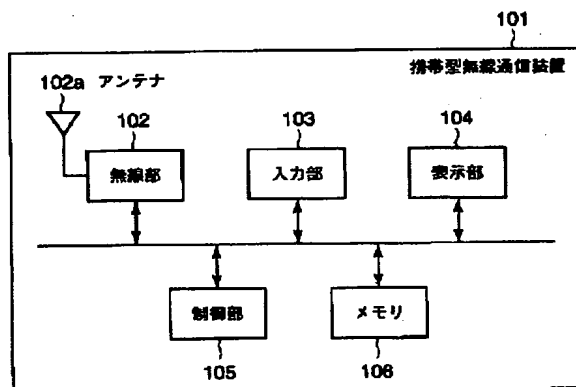 101
携帯型無線通信装置
102a アンテナ
102
103
104
無線部
入力部
表示部
制御部
メモリ
105
106